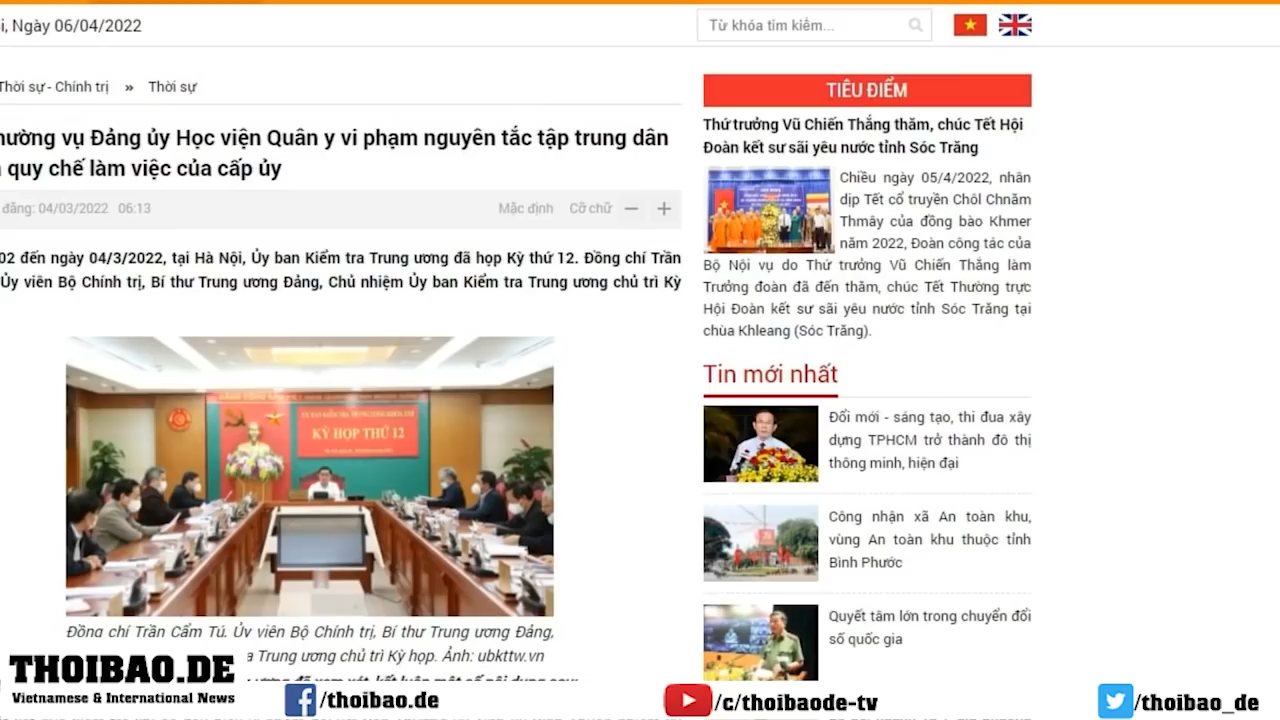 i, Ngày 06/04/2022
Từ khóa tìm kiếm...
Thời sự - Chính trị » Thời sự
hường vụ Đảng ủy Học viện Quân y vi phạm nguyên tắc tập trung dân
quy chế làm việc của cấp ủy
đăng: 04/03/2022 06:13
Mặc định Cỡ chữ − +
02 đến ngày 04/3/2022, tại Hà Nội, Ủy ban Kiểm tra Trung ương đã họp Kỳ thứ 12. Đồng chí Trần
Ủy viên Bộ Chính trị, Bí thư Trung ương Đảng, Chủ nhiệm Ủy ban Kiểm tra Trung ương chủ trì Kỳ
ỦY BAN KIỂM TRA TRUNG ƯƠNG KHÓA XIII
KỲ HỌP THỨ 12
Đồng chí Trần Cẩm Tú, Ủy viên Bộ Chính trị, Bí thư Trung ương Đảng,
a Trung ương chủ trì Kỳ họp. Ảnh: ubkttw.vn
TIÊU ĐIỂM
Thứ trưởng Vũ Chiến Thắng thăm, chúc Tết Hội
Đoàn kết sư sãi yêu nước tỉnh Sóc Trăng
Chiều ngày 05/4/2022, nhân
dịp Tết cổ truyền Chôl Chnăm
Thmây của đồng bào Khmer
năm 2022, Đoàn công tác của
Bộ Nội vụ do Thứ trưởng Vũ Chiến Thắng làm
Trưởng đoàn đã đến thăm, chúc Tết Thường trực
Hội Đoàn kết sư sãi yêu nước tỉnh Sóc Trăng tại
chùa Khleang (Sóc Trăng).
Tin mới nhất
Đổi mới - sáng tạo, thi đua xây
dựng TPHCM trở thành đô thị
thông minh, hiện đại
Công nhận xã An toàn khu,
vùng An toàn khu thuộc tỉnh
Bình Phước
Quyết tâm lớn trong chuyển đổi
số quốc gia
THOIBAO.DE
Vietnamese & International News
/thoibao.de
/c/thoibaode-tv
/thoibao_de